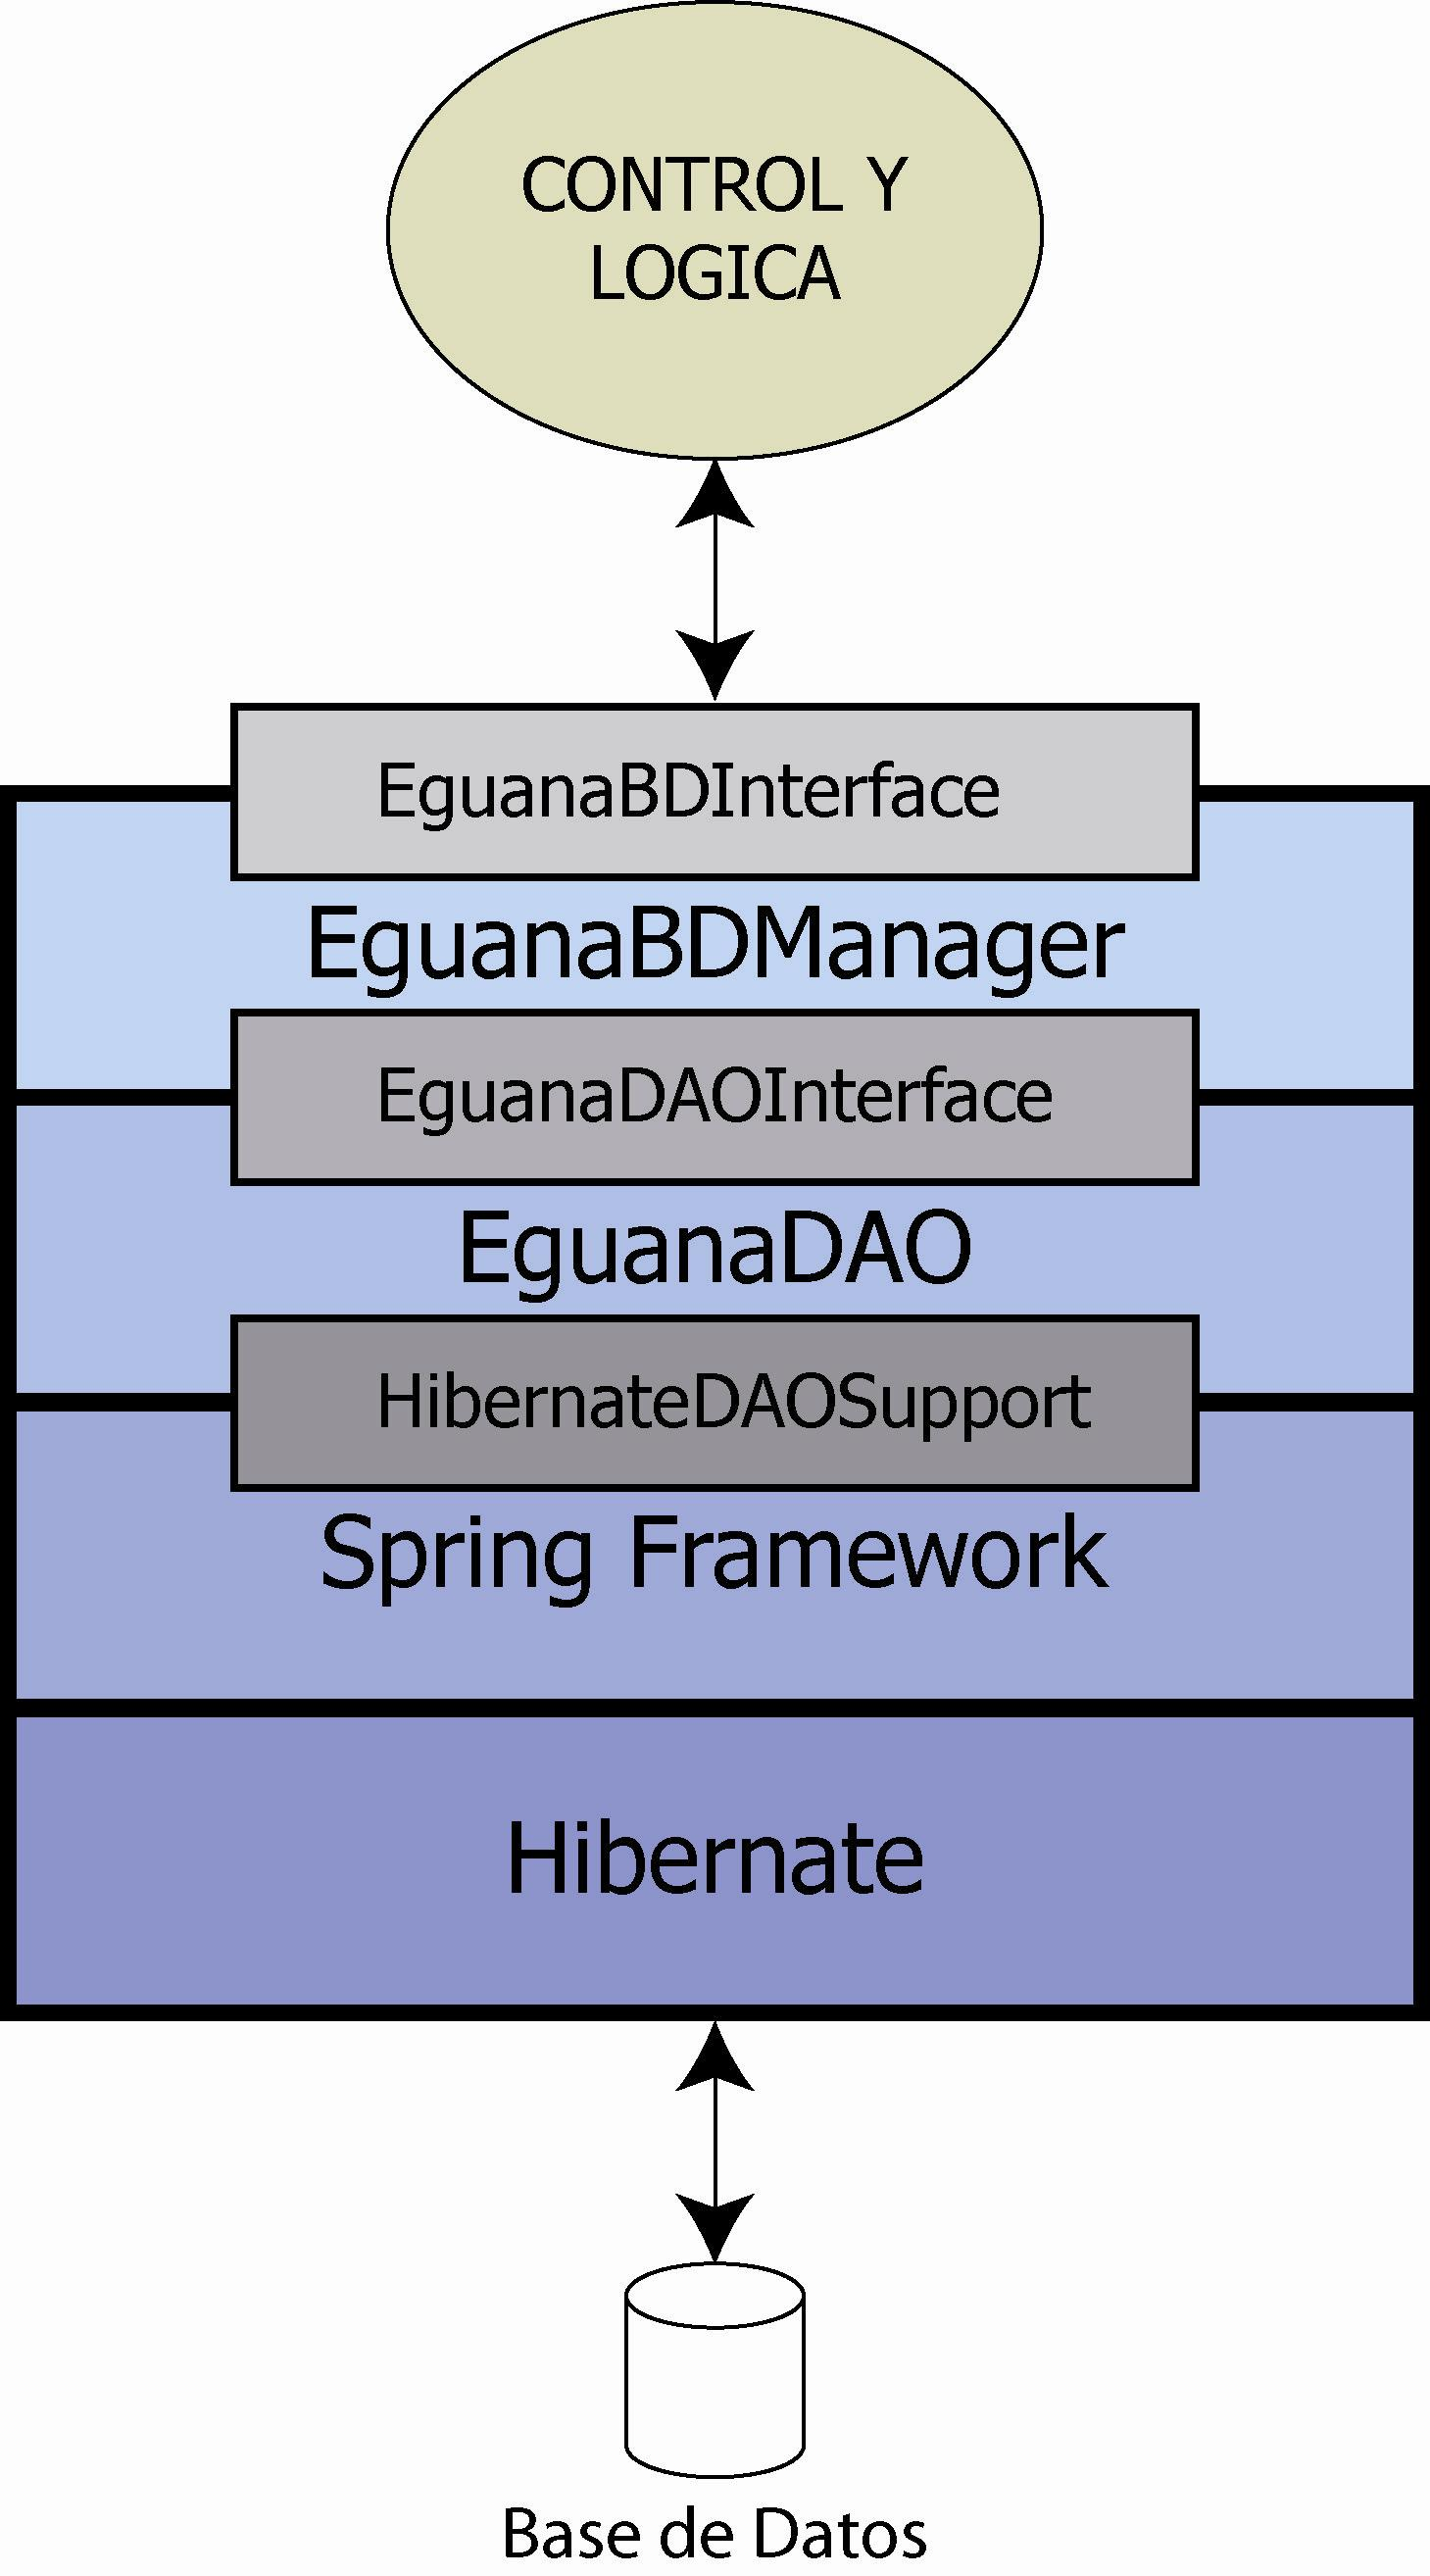 CONTROL Y
LOGICA
EguanaBDInterface
EguanaBDManager
EguanaDAOInterface
EguanaDAO
HibernateDAOSupport
Spring Framework
Hibernate
Base de Datos